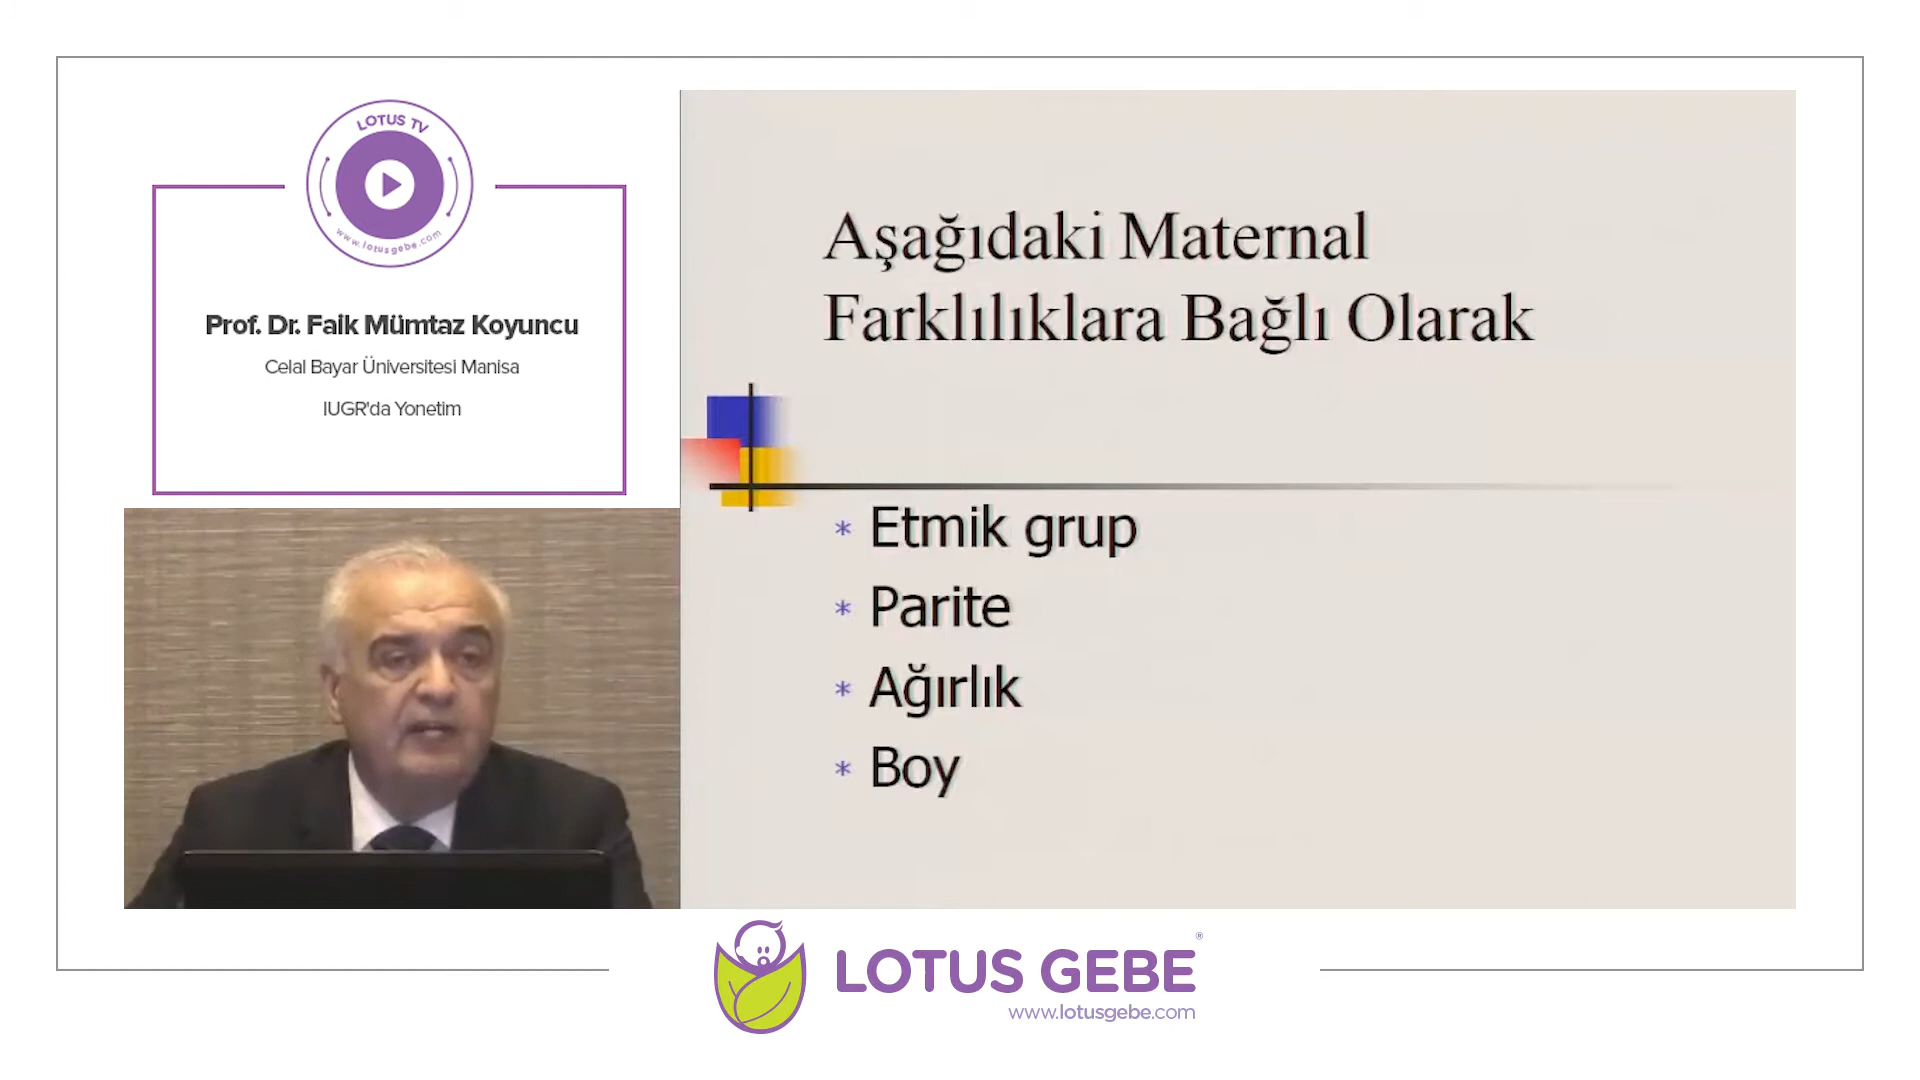 LOTUS TV
www.lotusgebe.com
Prof. Dr. Faik Mümtaz Koyuncu
Celal Bayar Üniversitesi Manisa
IUGR'da Yonetim
Aşağıdaki Maternal
Farklılıklara Bağlı Olarak
* Etmik grup
* Parite
* Ağırlık
* Boy
LOTUS GEBE®
www.lotusgebe.com